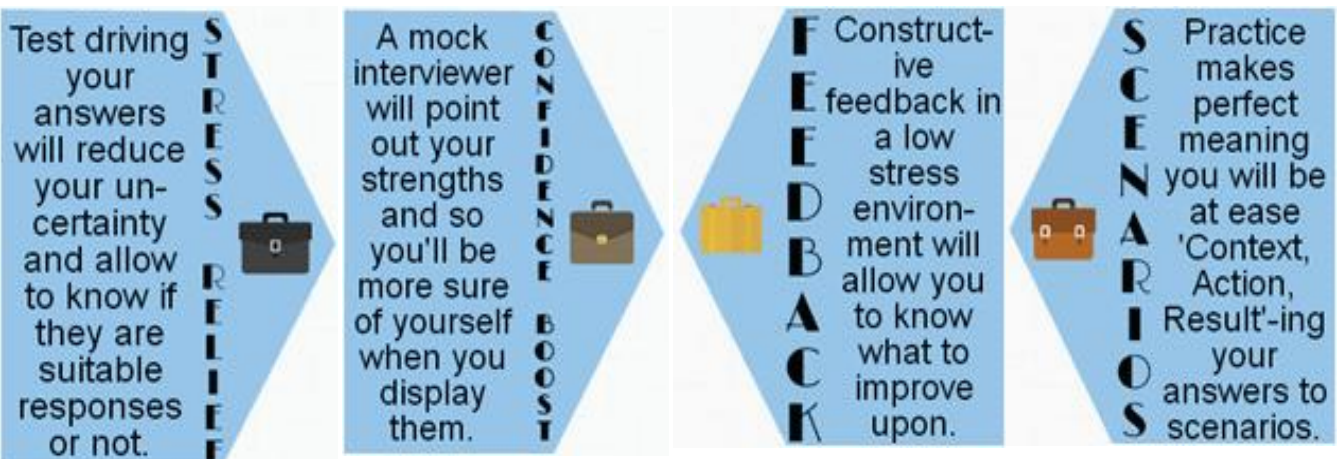 Test driving
your
answers
will reduce
your un-
certainty
and allow
to know if
they are
suitable
responses
or not.
STRESS RELIEF
A mock
interviewer
will point
out your
strengths
and so
you'll be
more sure
of yourself
when you
display
them.
CONFIDENCE BOOST
FEEDBACK
Construct-
ive
feedback in
a low
stress
environ-
ment will
allow you
to know
what to
improve
upon.
SCENARIOS
Practice
makes
perfect
meaning
you will be
at ease
'Context,
Action,
Result'-ing
your
answers to
scenarios.